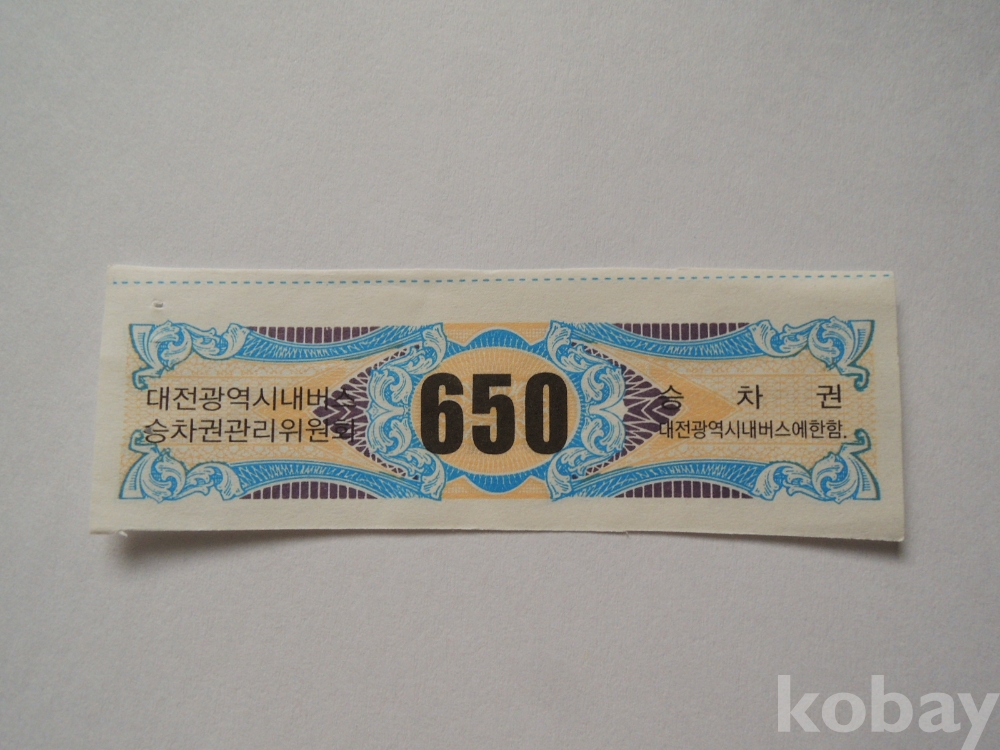 대전광역시내버스
승차권관리위원회
650
승 차 권
대전광역시내버스에한함.
kobay